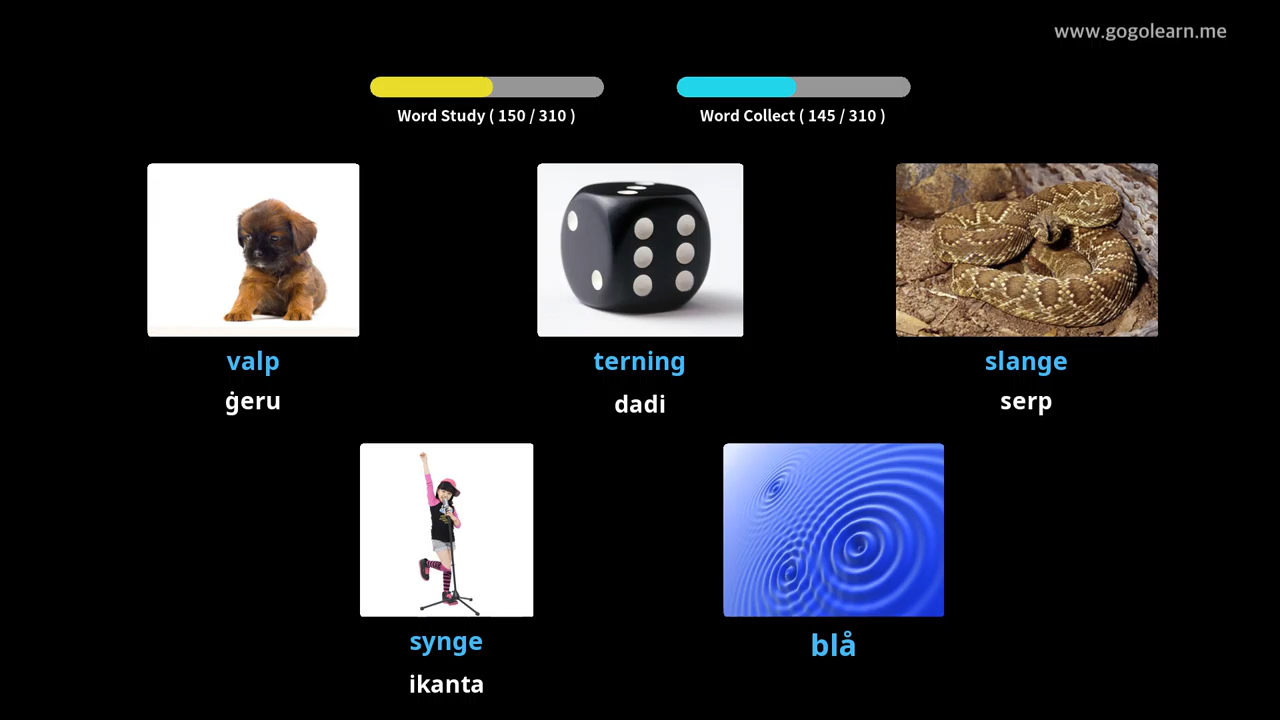 www.gogolearn.me
Word Study ( 150 / 310 )
Word Collect ( 145 / 310 )
valp
ġeru
terning
dadi
slange
serp
synge
ikanta
blå